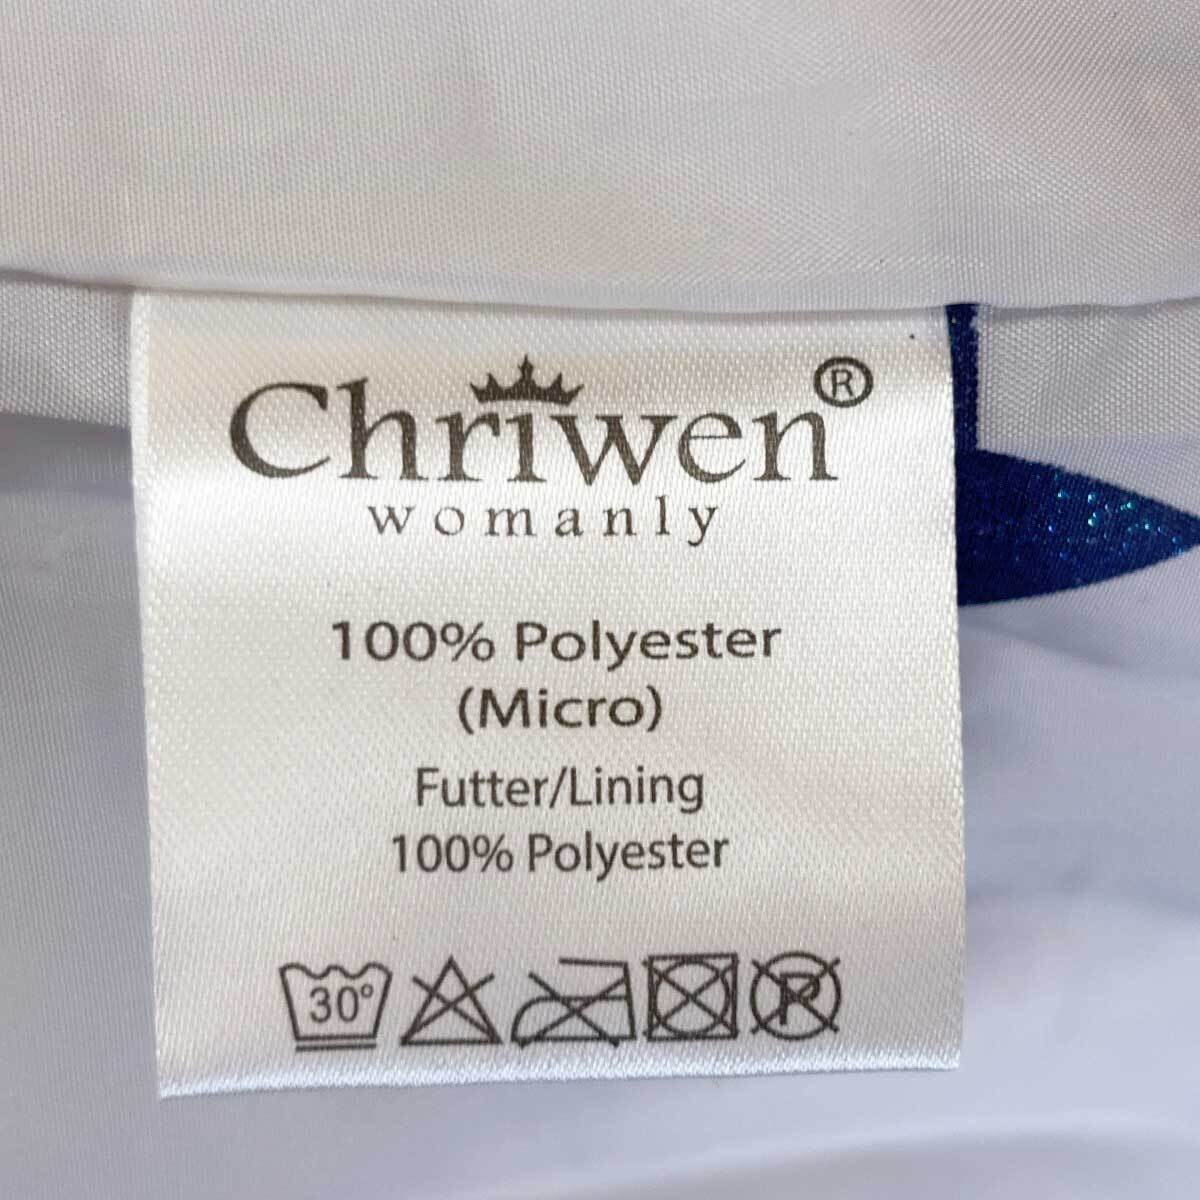 Chriwen®
womanly
100% Polyester
(Micro)
Futter/Lining
100% Polyester
30° P